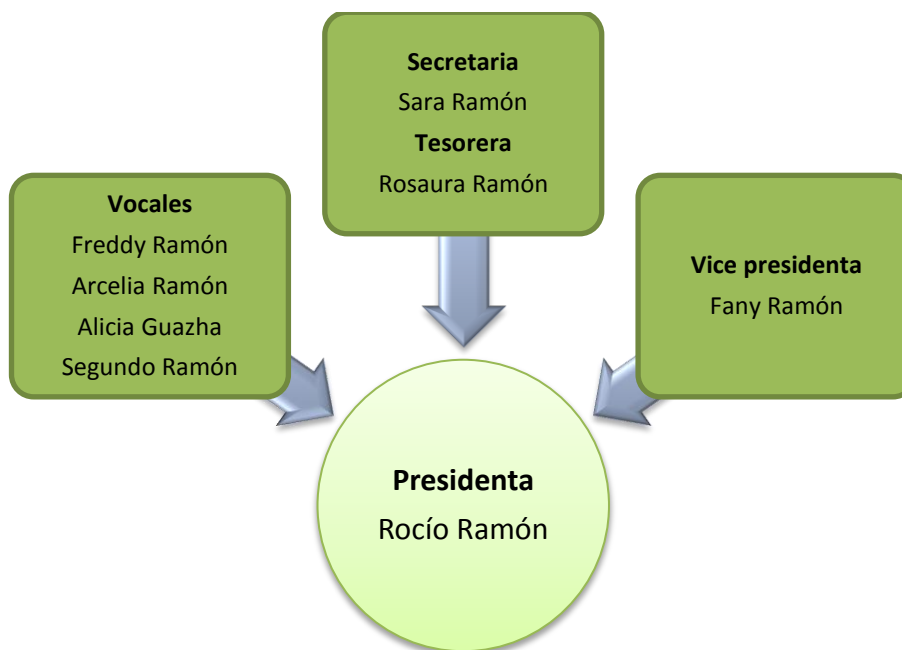 Secretaria
Sara Ramón
Tesorera
Rosaura Ramón
Vocales
Freddy Ramón
Arcelia Ramón
Alicia Guazha
Segundo Ramón
Vice presidenta
Fany Ramón
Presidenta
Rocío Ramón